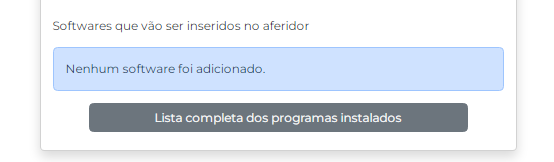 Softwares que vão ser inseridos no aferidor
Nenhum software foi adicionado.
Lista completa dos programas instalados